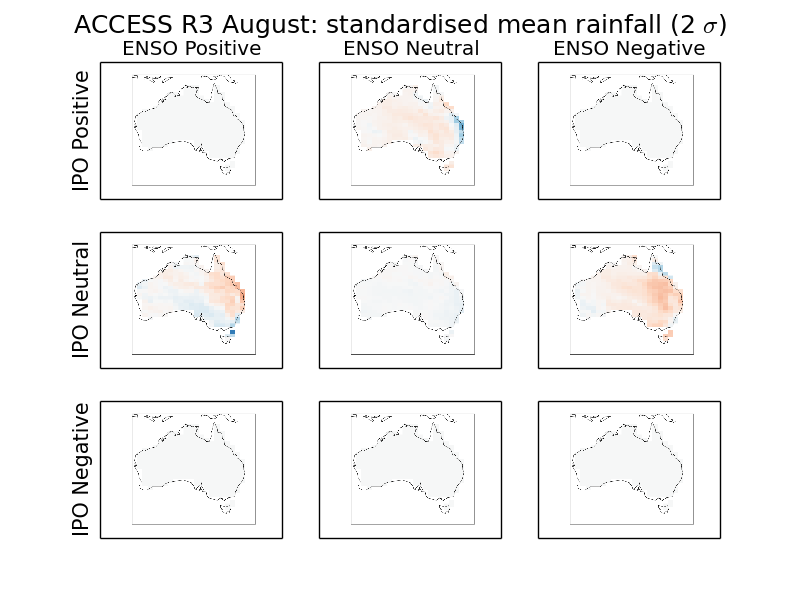 ACCESS R3 August: standardised mean rainfall (2 σ)
ENSO Positive
ENSO Neutral
ENSO Negative
IPO Positive
IPO Neutral
IPO Negative